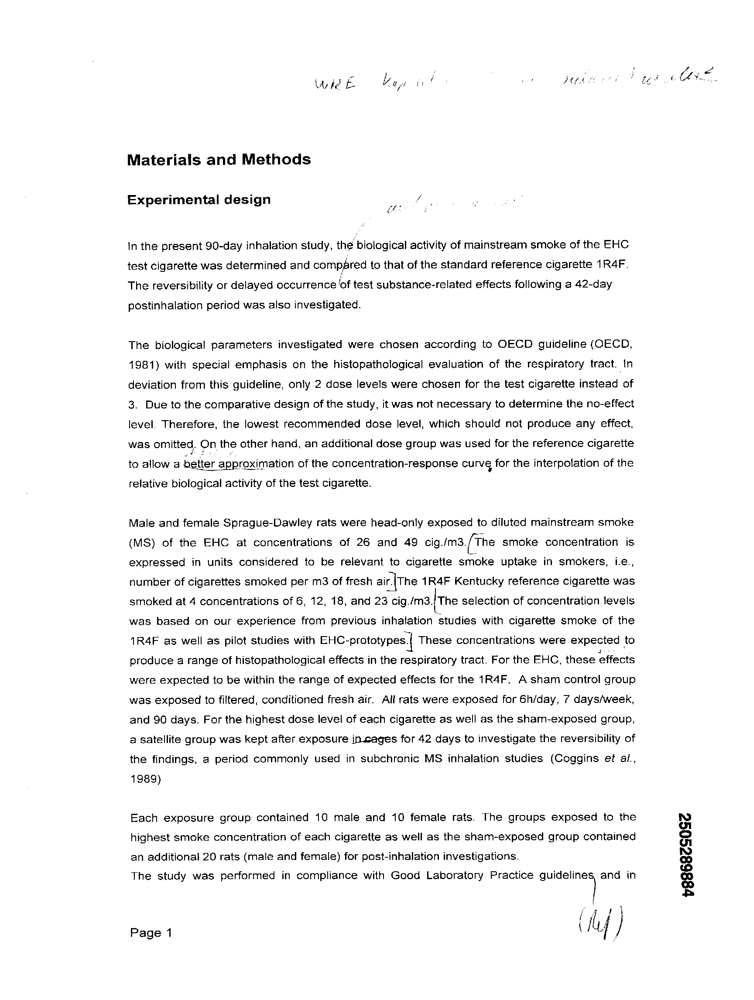 WRE
Materials and Methods
Experimental design
In the present 90-day inhalation study, the biological activity of mainstream smoke of the EHC
test cigarette was determined and compared to that of the standard reference cigarette 1R4F.
The reversibility or delayed occurrence of test substance-related effects following a 42-day
postinhalation period was also investigated.
The biological parameters investigated were chosen according to OECD guideline (OECD,
1981) with special emphasis on the histopathological evaluation of the respiratory tract. In
deviation from this guideline, only 2 dose levels were chosen for the test cigarette instead of
3. Due to the comparative design of the study, it was not necessary to determine the no-effect
level. Therefore, the lowest recommended dose level, which should not produce any effect,
was omitted. On the other hand, an additional dose group was used for the reference cigarette
to allow a better approximation of the concentration-response curve for the interpolation of the
relative biological activity of the test cigarette.
Male and female Sprague-Dawley rats were head-only exposed to diluted mainstream smoke
(MS) of the EHC at concentrations of 26 and 49 cig./m3. [The smoke concentration is
expressed in units considered to be relevant to cigarette smoke uptake in smokers, i.e.,
number of cigarettes smoked per m3 of fresh air.] The 1R4F Kentucky reference cigarette was
smoked at 4 concentrations of 6, 12, 18, and 23 cig./m3. [The selection of concentration levels
was based on our experience from previous inhalation studies with cigarette smoke of the
1R4F as well as pilot studies with EHC-prototypes.] These concentrations were expected to
produce a range of histopathological effects in the respiratory tract. For the EHC, these effects
were expected to be within the range of expected effects for the 1R4F. A sham control group
was exposed to filtered, conditioned fresh air. All rats were exposed for 6h/day, 7 days/week,
and 90 days. For the highest dose level of each cigarette as well as the sham-exposed group,
a satellite group was kept after exposure in cages for 42 days to investigate the reversibility of
the findings, a period commonly used in subchronic MS inhalation studies (Coggins et al.,
1989)
Each exposure group contained 10 male and 10 female rats. The groups exposed to the
highest smoke concentration of each cigarette as well as the sham-exposed group contained
an additional 20 rats (male and female) for post-inhalation investigations.
The study was performed in compliance with Good Laboratory Practice guidelines, and in
(Ref)
Page 1
2505289884